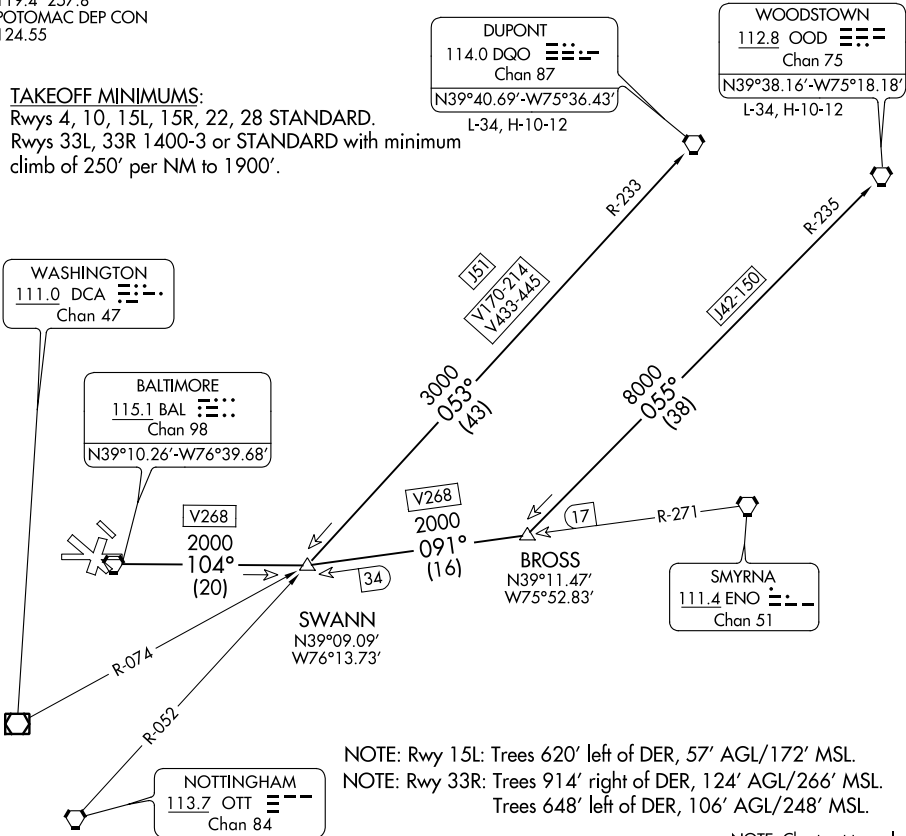 119.4 257.8
POTOMAC DEP CON
124.55
TAKEOFF MINIMUMS:
Rwys 4, 10, 15L, 15R, 22, 28 STANDARD.
Rwys 33L, 33R 1400-3 or STANDARD with minimum
climb of 250' per NM to 1900'.
DUPONT
114.0 DQO
Chan 87
N39°40.69'-W75°36.43'
L-34, H-10-12
WOODSTOWN
112.8 OOD
Chan 75
N39°38.16'-W75°18.18'
L-34, H-10-12
R-233
R-235
J51
V170-214
V433-445
J42-150
WASHINGTON
111.0 DCA
Chan 47
BALTIMORE
115.1 BAL
Chan 98
N39°10.26'-W76°39.68'
3000
053°
(43)
8000
055°
(38)
V268
2000
104°
(20)
V268
2000
091°
(16)
17
R-271
34
SWANN
N39°09.09'
W76°13.73'
BROSS
N39°11.47'
W75°52.83'
SMYRNA
111.4 ENO
Chan 51
R-074
R-052
NOTTINGHAM
113.7 OTT
Chan 84
NOTE: Rwy 15L: Trees 620' left of DER, 57' AGL/172' MSL.
NOTE: Rwy 33R: Trees 914' right of DER, 124' AGL/266' MSL.
Trees 648' left of DER, 106' AGL/248' MSL.